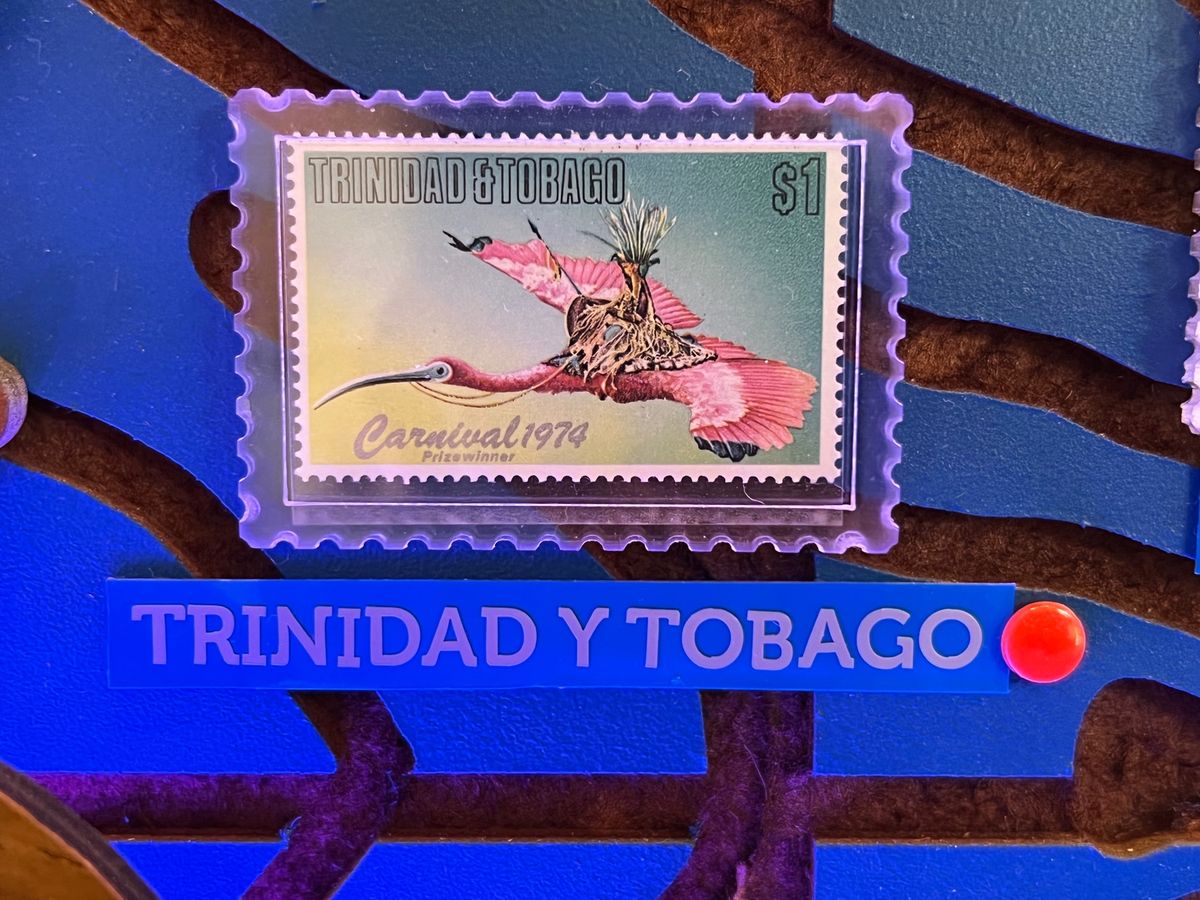 TRINIDAD & TOBAGO $1
Carnival 1974
Prizewinner
TRINIDAD Y TOBAGO